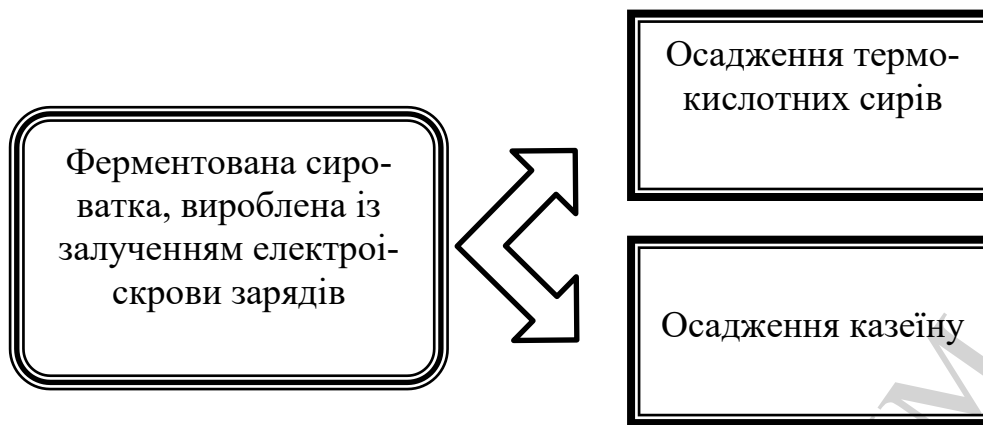 Ферментована сиро-
ватка, вироблена із
залученням електроі-
скрови зарядів
Осадження термо-
кислотних сирів
Осадження казеїну